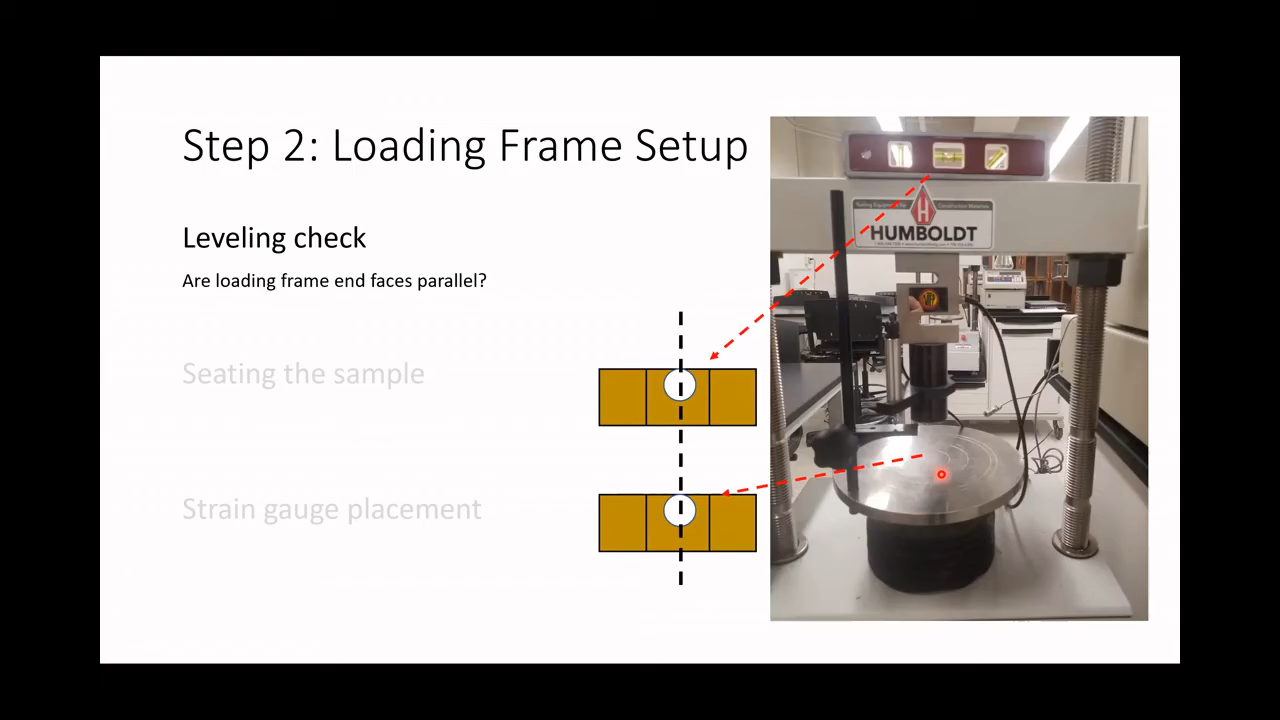 Step 2: Loading Frame Setup
Leveling check
Are loading frame end faces parallel?
Seating the sample
Strain gauge placement
H
HUMBOLDT